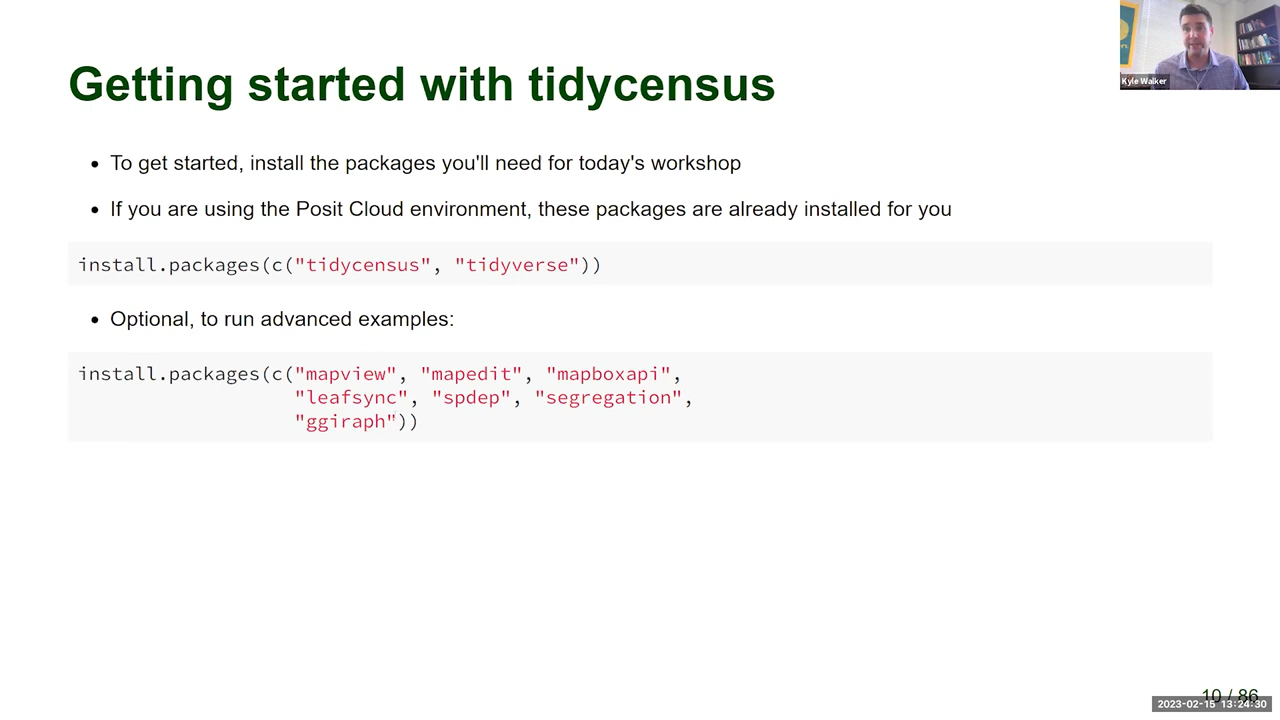 Getting started with tidycensus
Kyle Walker
• To get started, install the packages you'll need for today's workshop
• If you are using the Posit Cloud environment, these packages are already installed for you
install.packages(c("tidycensus", "tidyverse"))
• Optional, to run advanced examples:
install.packages(c("mapview", "mapedit", "mapboxapi",
"leafsync", "spdep", "segregation",
"ggiraph"))
10 / 86
2023-02-15 13:24:30